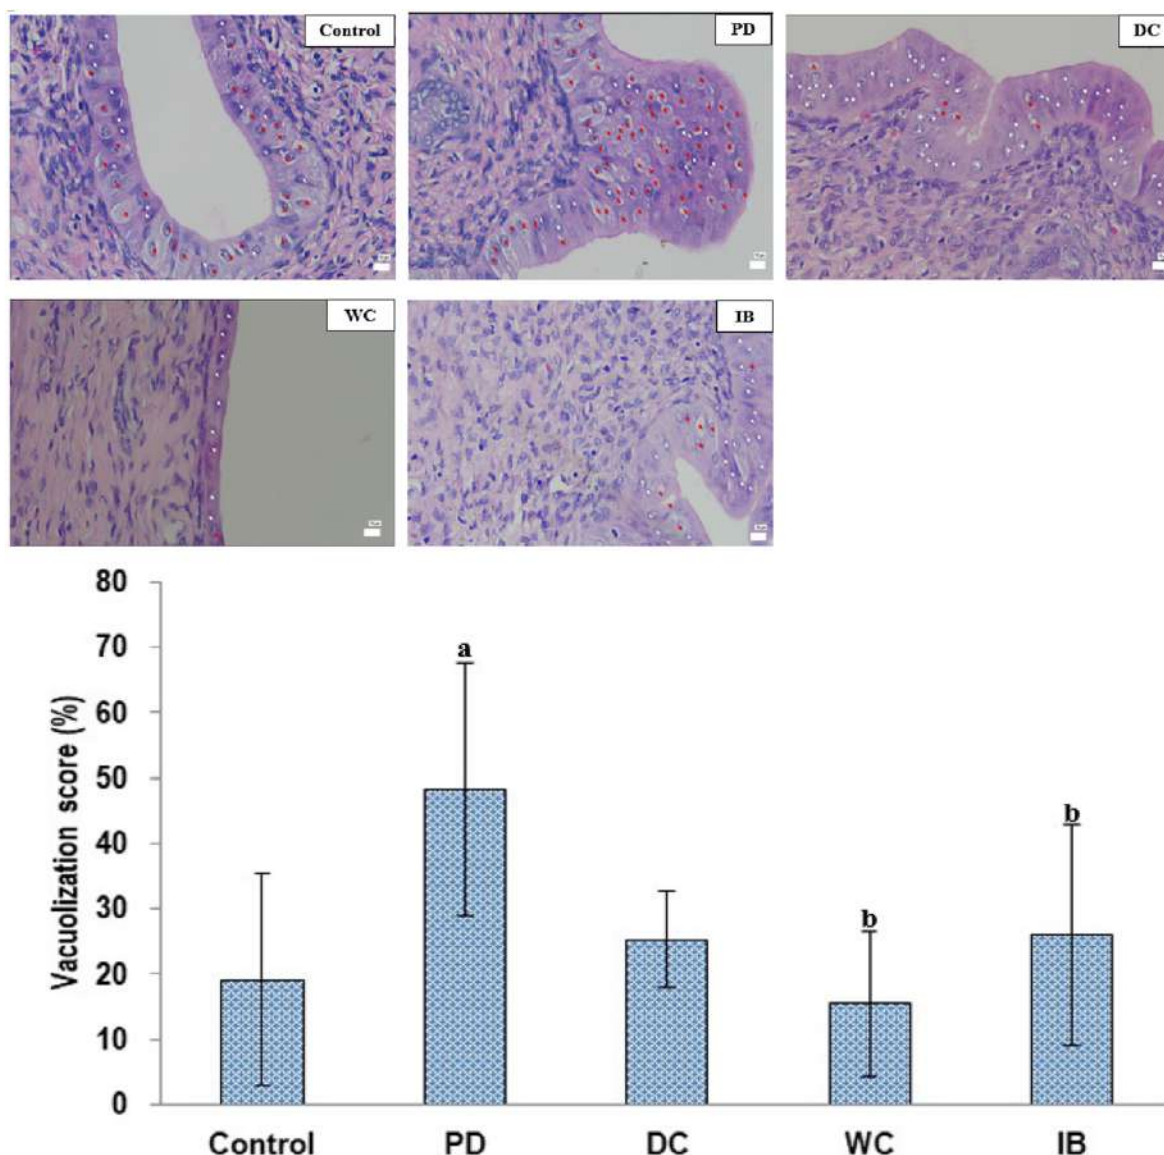 Control
PD
DC
WC
IB
80
70
60
50
40
30
20
10
0
Vacuolization score (%)
a
b
b
Control PD DC WC IB